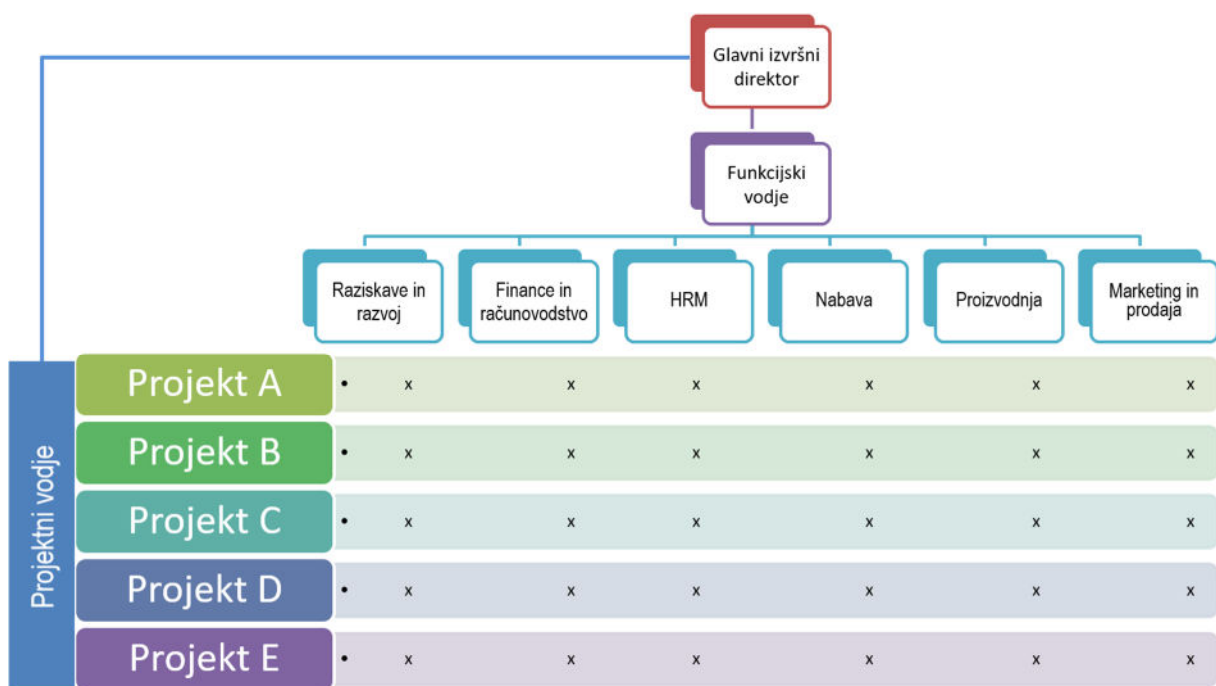 Glavni izvršni
direktor
Funkcijski
vodje
Raziskave in
razvoj
Finance in
računovodstvo
HRM
Nabava
Proizvodnja
Marketing in
prodaja
Projektni vodje
Projekt A
• x x x x x x
Projekt B
• x x x x x x
Projekt C
• x x x x x x
Projekt D
• x x x x x x
Projekt E
• x x x x x x